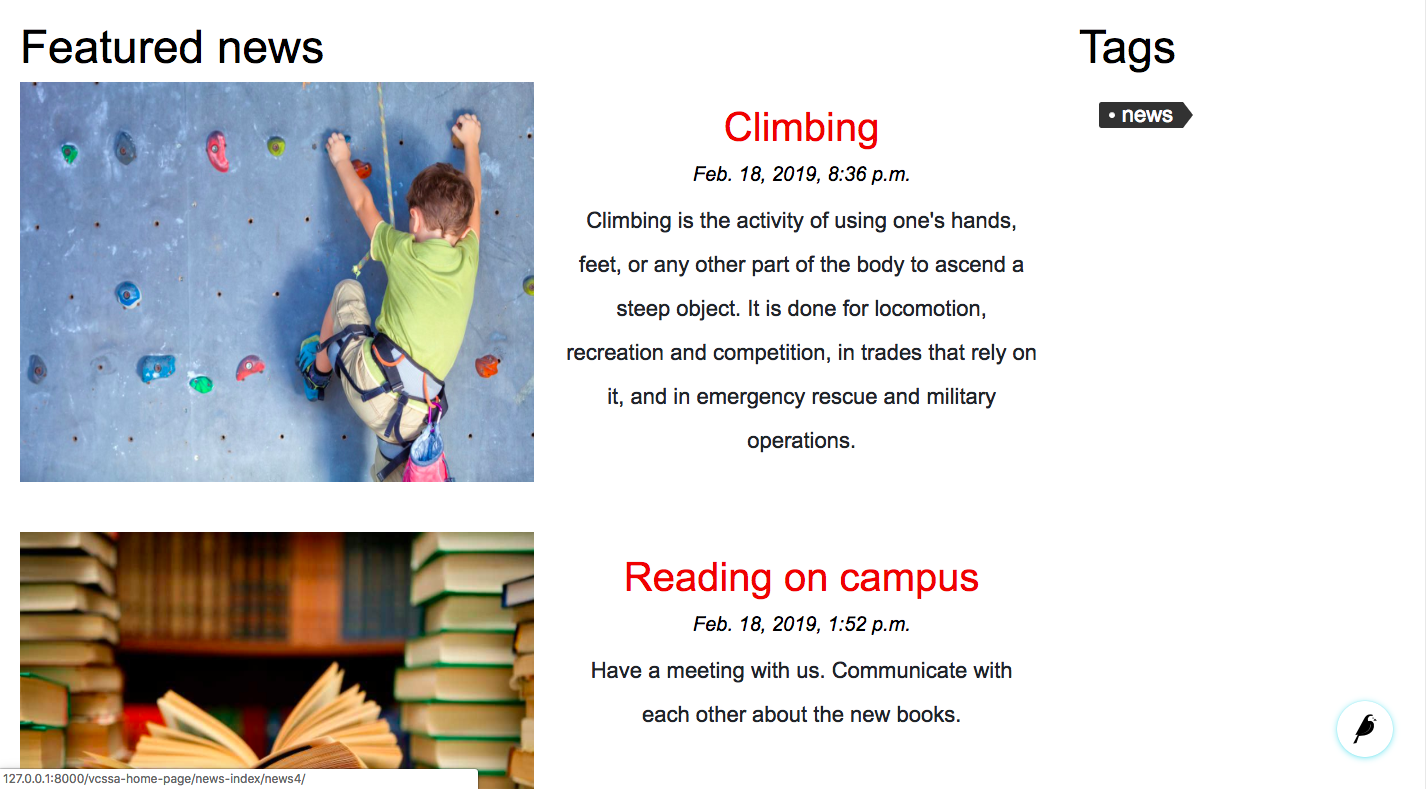 Featured news
Tags
• news
Climbing
Feb. 18, 2019, 8:36 p.m.
Climbing is the activity of using one's hands,
feet, or any other part of the body to ascend a
steep object. It is done for locomotion,
recreation and competition, in trades that rely on
it, and in emergency rescue and military
operations.
Reading on campus
Feb. 18, 2019, 1:52 p.m.
Have a meeting with us. Communicate with
each other about the new books.
127.0.0.1:8000/vcssa-home-page/news-index/news4/